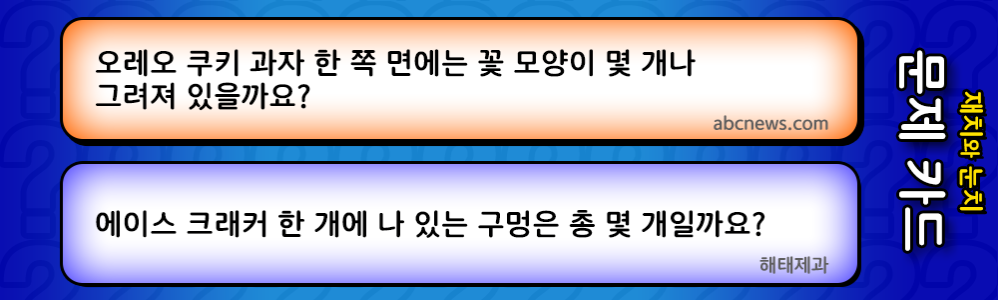 오레오 쿠키 과자 한 쪽 면에는 꽃 모양이 몇 개나
그려져 있을까요?
abcnews.com
에이스 크래커 한 개에 나 있는 구멍은 총 몇 개일까요?
해태제과
재치와 눈치
문제 카드